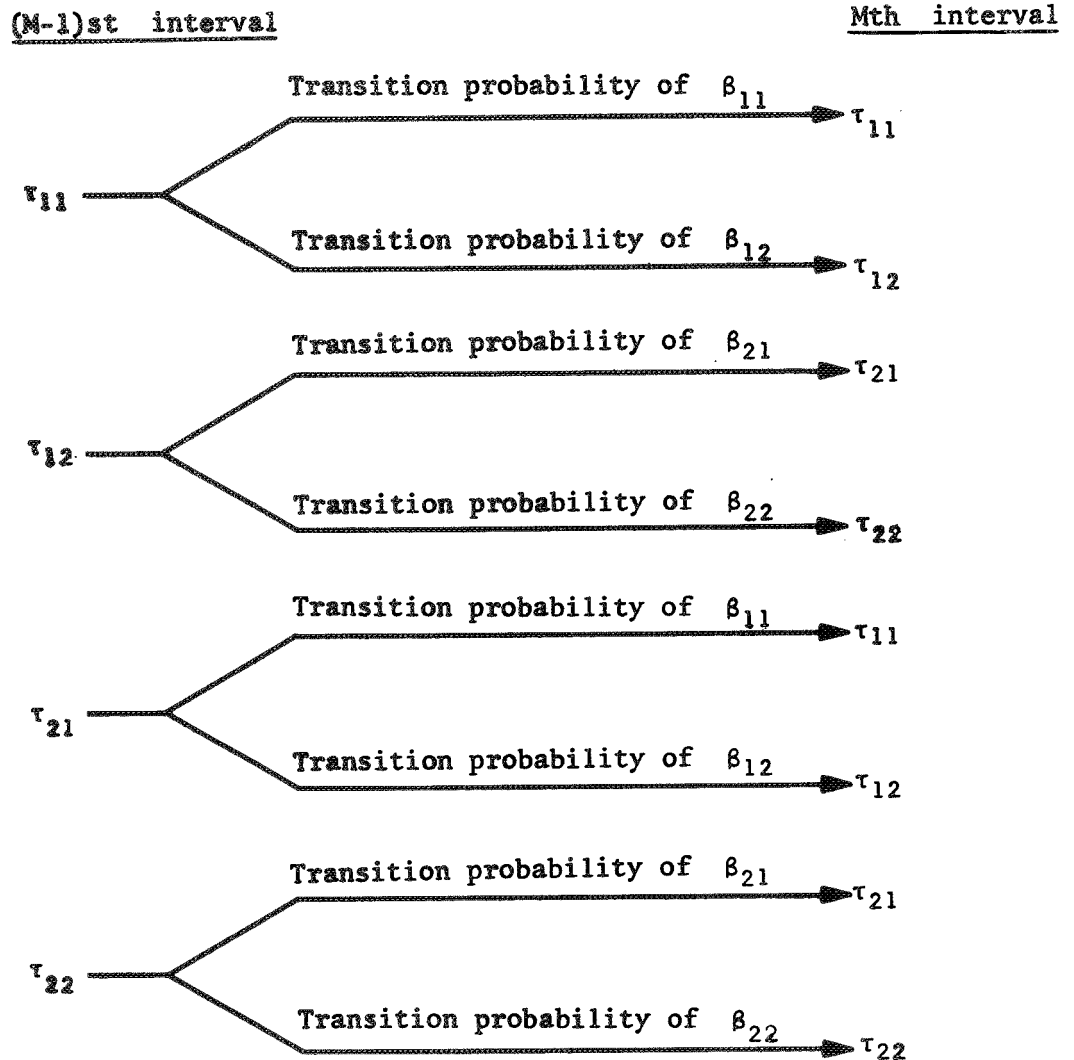 (M-1)st interval Mth interval
Transition probability of β11
τ11
τ11
Transition probability of β12
τ12
Transition probability of β21
τ21
τ12
Transition probability of β22
τ22
Transition probability of β11
τ11
τ21
Transition probability of β12
τ12
Transition probability of β21
τ21
τ22
Transition probability of β22
τ22